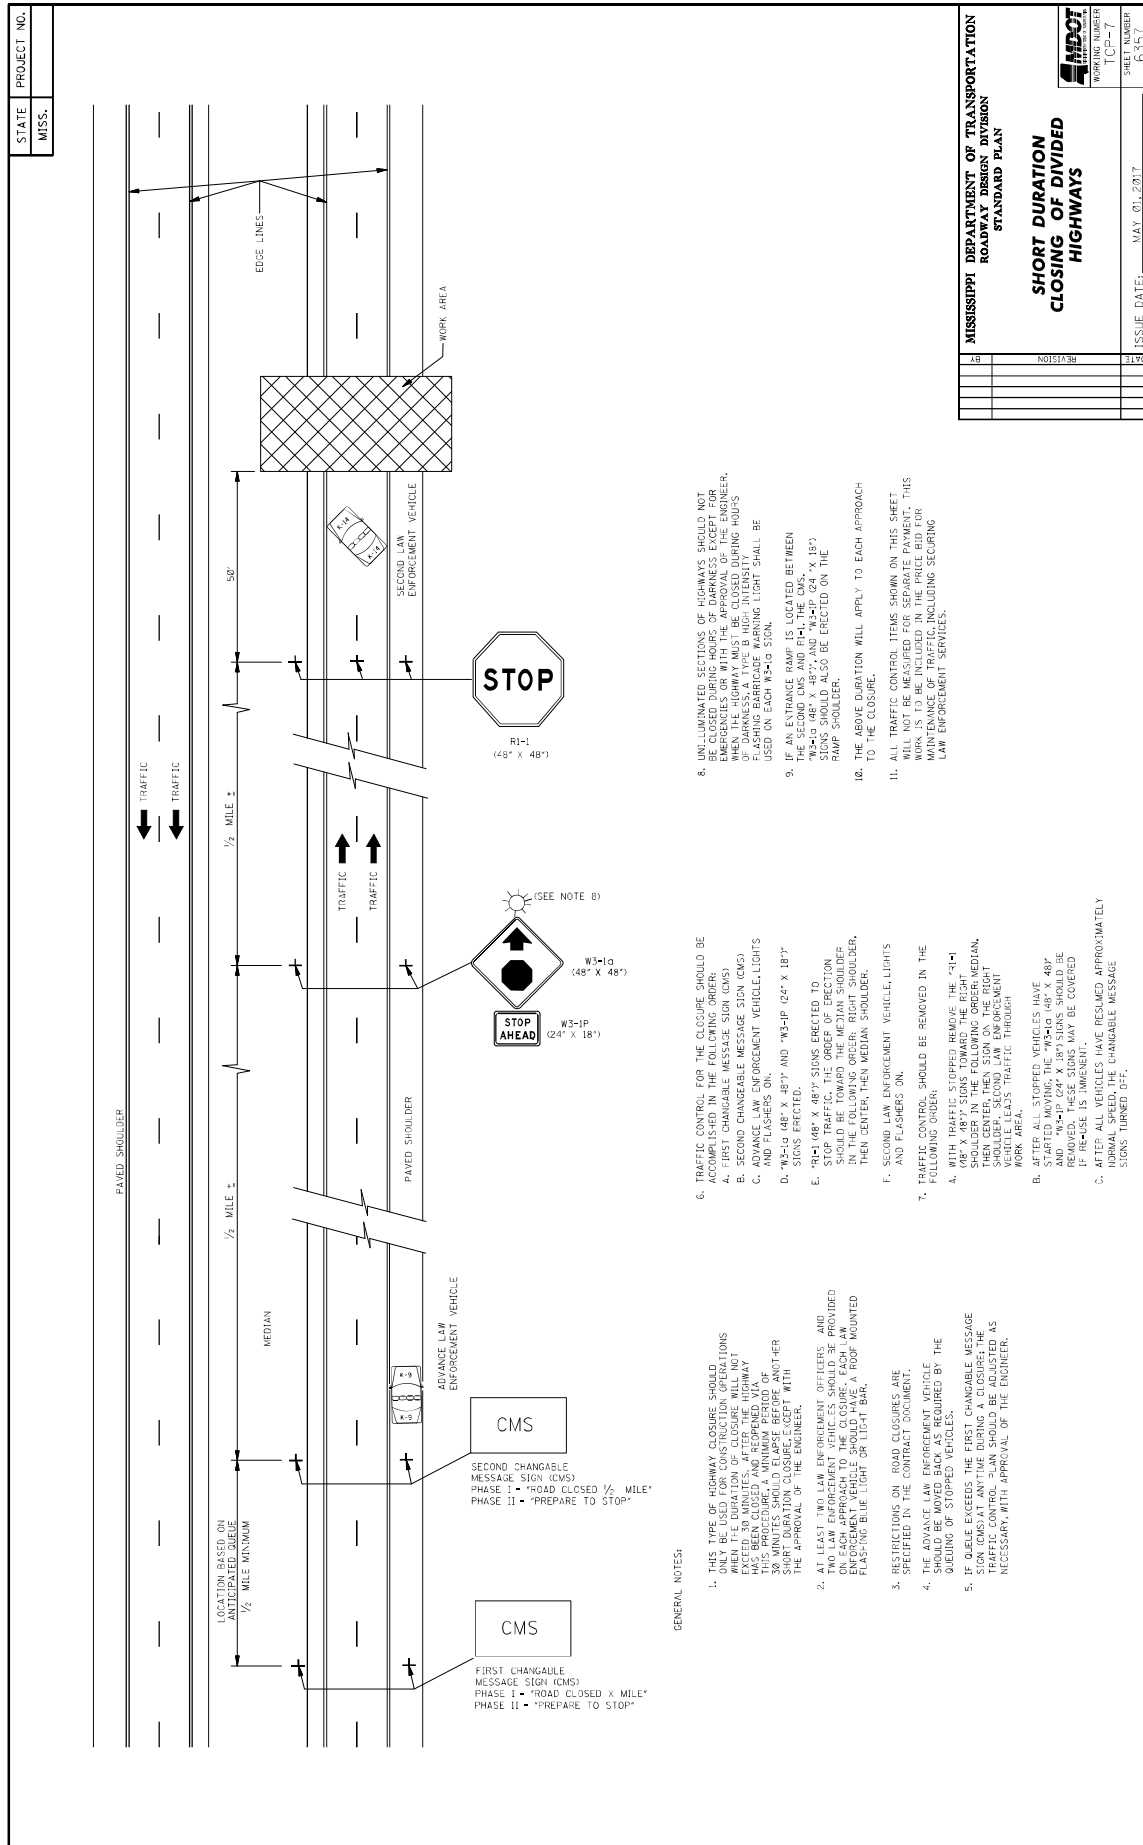 STATE PROJECT NO.
MISS.
PAVED SHOULDER
TRAFFIC
TRAFFIC
EDGE LINES
LOCATION BASED ON
ANTICIPATED QUEUE
1/2 MILE MINIMUM
1/2 MILE ±
1/2 MILE ±
50'
MEDIAN
TRAFFIC
TRAFFIC
PAVED SHOULDER
K-9
K-9
ADVANCE LAW
ENFORCEMENT VEHICLE
K-14
K-14
SECOND LAW
ENFORCEMENT VEHICLE
WORK AREA
CMS
FIRST CHANGABLE
MESSAGE SIGN (CMS)
PHASE I - "ROAD CLOSED X MILE"
PHASE II - "PREPARE TO STOP"
CMS
SECOND CHANGABLE
MESSAGE SIGN (CMS)
PHASE I - "ROAD CLOSED 1/2 MILE"
PHASE II - "PREPARE TO STOP"
STOP
AHEAD
W3-1P
(24" X 18")
W3-1a
(48" X 48")
(SEE NOTE 8)
STOP
R1-1
(48" X 48")
GENERAL NOTES:
1. THIS TYPE OF HIGHWAY CLOSURE SHOULD
ONLY BE USED FOR CONSTRUCTION OPERATIONS
WHEN THE DURATION OF CLOSURE WILL NOT
EXCEED 30 MINUTES. AFTER THE HIGHWAY
HAS BEEN CLOSED AND REOPENED VIA
THIS PROCEDURE, A MINIMUM PERIOD OF
30 MINUTES SHOULD ELAPSE BEFORE ANOTHER
SHORT DURATION CLOSURE, EXCEPT WITH
THE APPROVAL OF THE ENGINEER.
2. AT LEAST TWO LAW ENFORCEMENT OFFICERS AND
TWO LAW ENFORCEMENT VEHICLES SHOULD BE PROVIDED
ON EACH APPROACH TO THE CLOSURE. EACH LAW
ENFORCEMENT VEHICLE SHOULD HAVE A ROOF MOUNTED
FLASHING BLUE LIGHT OR LIGHT BAR.
3. RESTRICTIONS ON ROAD CLOSURES ARE
SPECIFIED IN THE CONTRACT DOCUMENT.
4. THE ADVANCE LAW ENFORCEMENT VEHICLE
SHOULD BE MOVED BACK AS REQUIRED BY THE
QUEUING OF STOPPED VEHICLES.
5. IF QUEUE EXCEEDS THE FIRST CHANGABLE MESSAGE
SIGN (CMS) AT ANYTIME DURING A CLOSURE; THE
TRAFFIC CONTROL PLAN SHOULD BE ADJUSTED AS
NECESSARY, WITH APPROVAL OF THE ENGINEER.
6. TRAFFIC CONTROL FOR THE CLOSURE SHOULD BE
ACCOMPLISHED IN THE FOLLOWING ORDER:
A. FIRST CHANGABLE MESSAGE SIGN (CMS)
B. SECOND CHANGEABLE MESSAGE SIGN (CMS)
C. ADVANCE LAW ENFORCEMENT VEHICLE, LIGHTS
AND FLASHERS ON.
D. "W3-1a (48" X 48")" AND "W3-1P (24" X 18")"
SIGNS ERECTED.
E. "R1-1 (48" X 48")" SIGNS ERECTED TO
STOP TRAFFIC. THE ORDER OF ERECTION
SHOULD BE TOWARD THE MEDIAN SHOULDER
IN THE FOLLOWING ORDER: RIGHT SHOULDER,
THEN CENTER, THEN MEDIAN SHOULDER.
F. SECOND LAW ENFORCEMENT VEHICLE, LIGHTS
AND FLASHERS ON.
7. TRAFFIC CONTROL SHOULD BE REMOVED IN THE
FOLLOWING ORDER:
A. WITH TRAFFIC STOPPED REMOVE THE "R1-1
(48" X 48")" SIGNS TOWARD THE RIGHT
SHOULDER IN THE FOLLOWING ORDER: MEDIAN,
THEN CENTER, THEN SIGN ON THE RIGHT
SHOULDER. SECOND LAW ENFORCEMENT
VEHICLE LEADS TRAFFIC THROUGH
WORK AREA.
B. AFTER ALL STOPPED VEHICLES HAVE
STARTED MOVING, THE "W3-1a (48" X 48)"
AND "W3-1P (24" X 18") SIGNS SHOULD BE
REMOVED. THESE SIGNS MAY BE COVERED
IF RE-USE IS IMMENENT.
C. AFTER ALL VEHICLES HAVE RESUMED APPROXIMATELY
NORMAL SPEED, THE CHANGABLE MESSAGE
SIGNS TURNED OFF.
8. UNILLUMINATED SECTIONS OF HIGHWAYS SHOULD NOT
BE CLOSED DURING HOURS OF DARKNESS EXCEPT FOR
EMERGENCIES OR WITH THE APPROVAL OF THE ENGINEER.
WHEN THE HIGHWAY MUST BE CLOSED DURING HOURS
OF DARKNESS, A TYPE B HIGH INTENSITY
FLASHING BARRICADE WARNING LIGHT SHALL BE
USED ON EACH W3-1a SIGN.
9. IF AN ENTRANCE RAMP IS LOCATED BETWEEN
THE SECOND CMS AND R1-1, THE CMS,
"W3-1a (48" X 48")", AND "W3-1P (24 "X 18")
SIGNS SHOULD ALSO BE ERECTED ON THE
RAMP SHOULDER.
10. THE ABOVE DURATION WILL APPLY TO EACH APPROACH
TO THE CLOSURE.
11. ALL TRAFFIC CONTROL ITEMS SHOWN ON THIS SHEET
WILL NOT BE MEASURED FOR SEPARATE PAYMENT. THIS
WORK IS TO BE INCLUDED IN THE PRICE BID FOR
MAINTENANCE OF TRAFFIC, INCLUDING SECURING
LAW ENFORCEMENT SERVICES.
BY
REVISION
DATE
MISSISSIPPI DEPARTMENT OF TRANSPORTATION
ROADWAY DESIGN DIVISION
STANDARD PLAN
SHORT DURATION
CLOSING OF DIVIDED
HIGHWAYS
MDOT
WORKING NUMBER
TCP-7
SHEET NUMBER
6357
ISSUE DATE: MAY 01, 2017